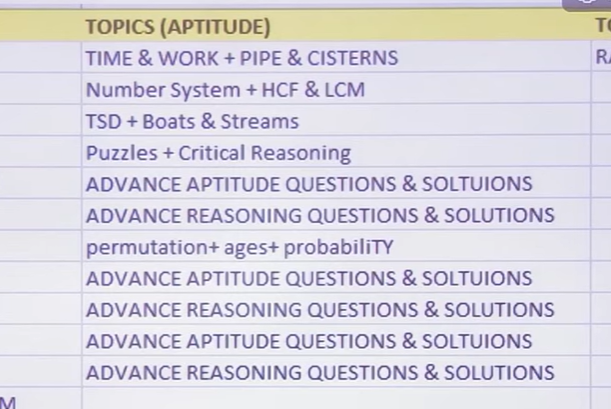 TOPICS (APTITUDE)
TIME & WORK + PIPE & CISTERNS
Number System + HCF & LCM
TSD + Boats & Streams
Puzzles + Critical Reasoning
ADVANCE APTITUDE QUESTIONS & SOLTUIONS
ADVANCE REASONING QUESTIONS & SOLUTIONS
permutation+ ages+ probabiliTY
ADVANCE APTITUDE QUESTIONS & SOLTUIONS
ADVANCE REASONING QUESTIONS & SOLUTIONS
ADVANCE APTITUDE QUESTIONS & SOLTUIONS
ADVANCE REASONING QUESTIONS & SOLUTIONS
M